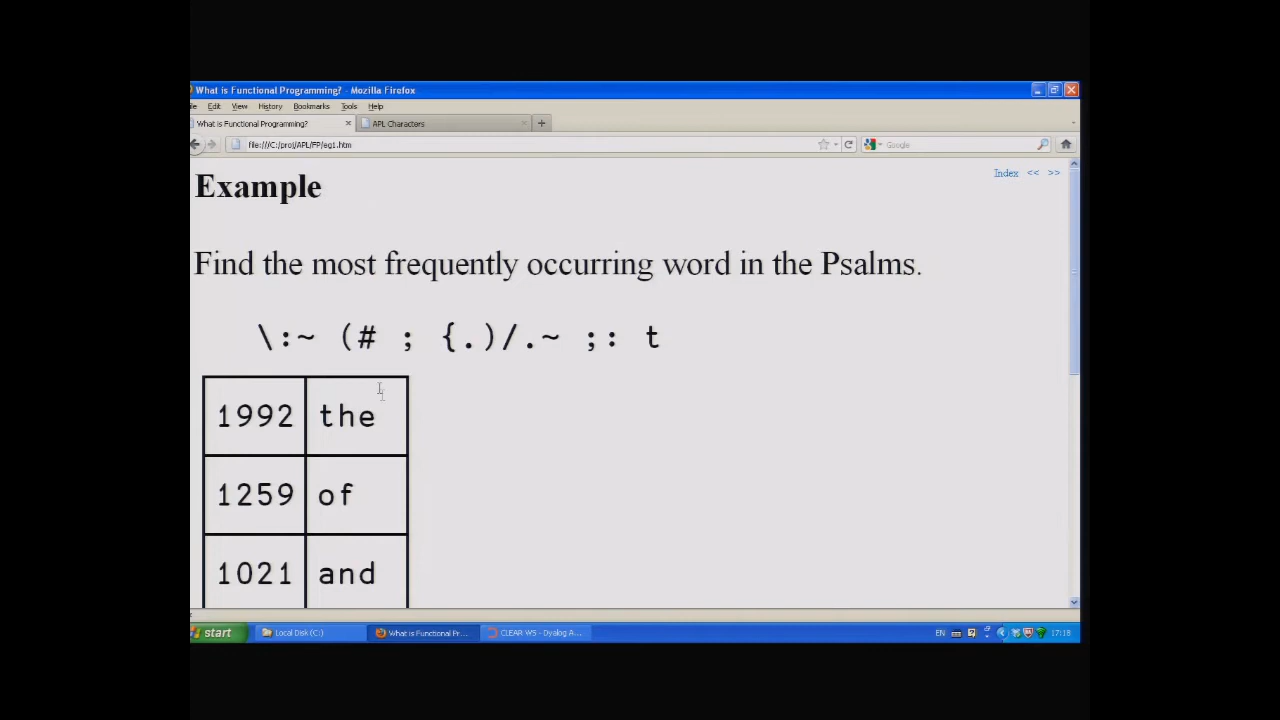 What is Functional Programming? - Mozilla Firefox
Edit View History Bookmarks Tools Help
What is Functional Programming? APL Characters
file:///C:/proj/APL/FP/eg1.htm Google
Index << >>
Example
Find the most frequently occurring word in the Psalms.
\:~ (# ; {.)/.~ ;: t
1992 the
1259 of
1021 and
start Local Disk (C:) What is Functional Pr... CLEAR WS - Dyalog A... EN 17:18